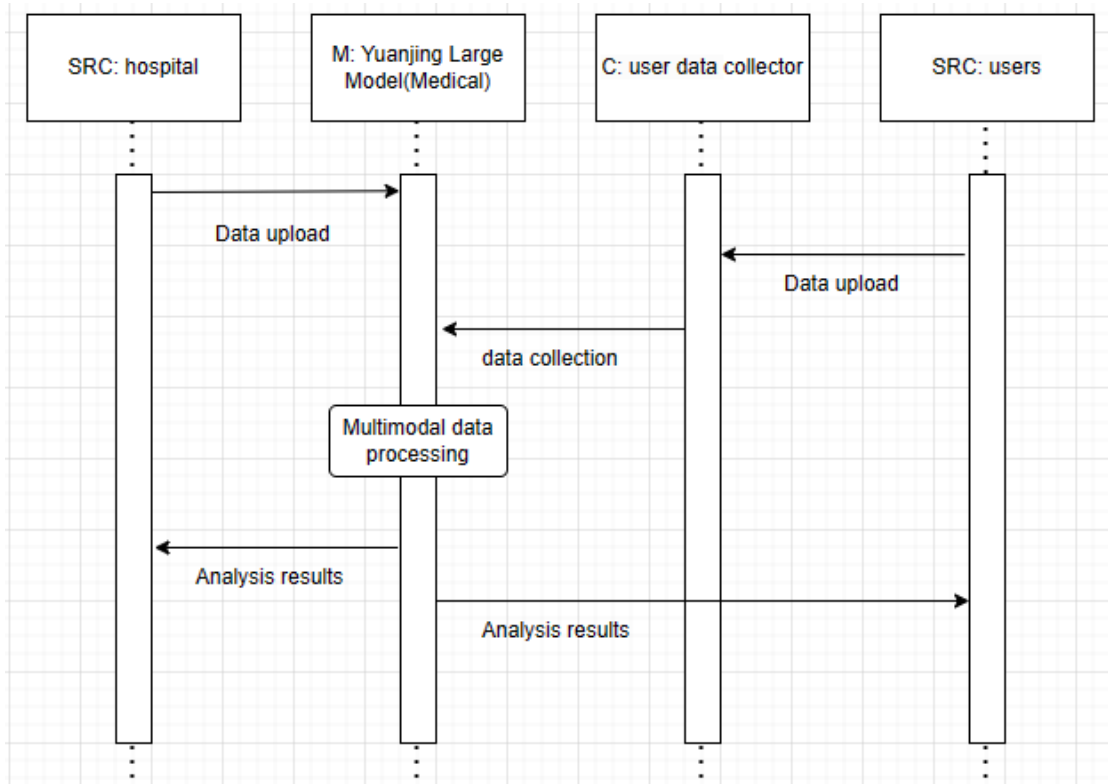 SRC: hospital
M: Yuanjing Large
Model(Medical)
C: user data collector
SRC: users
Data upload
Data upload
data collection
Multimodal data
processing
Analysis results
Analysis results